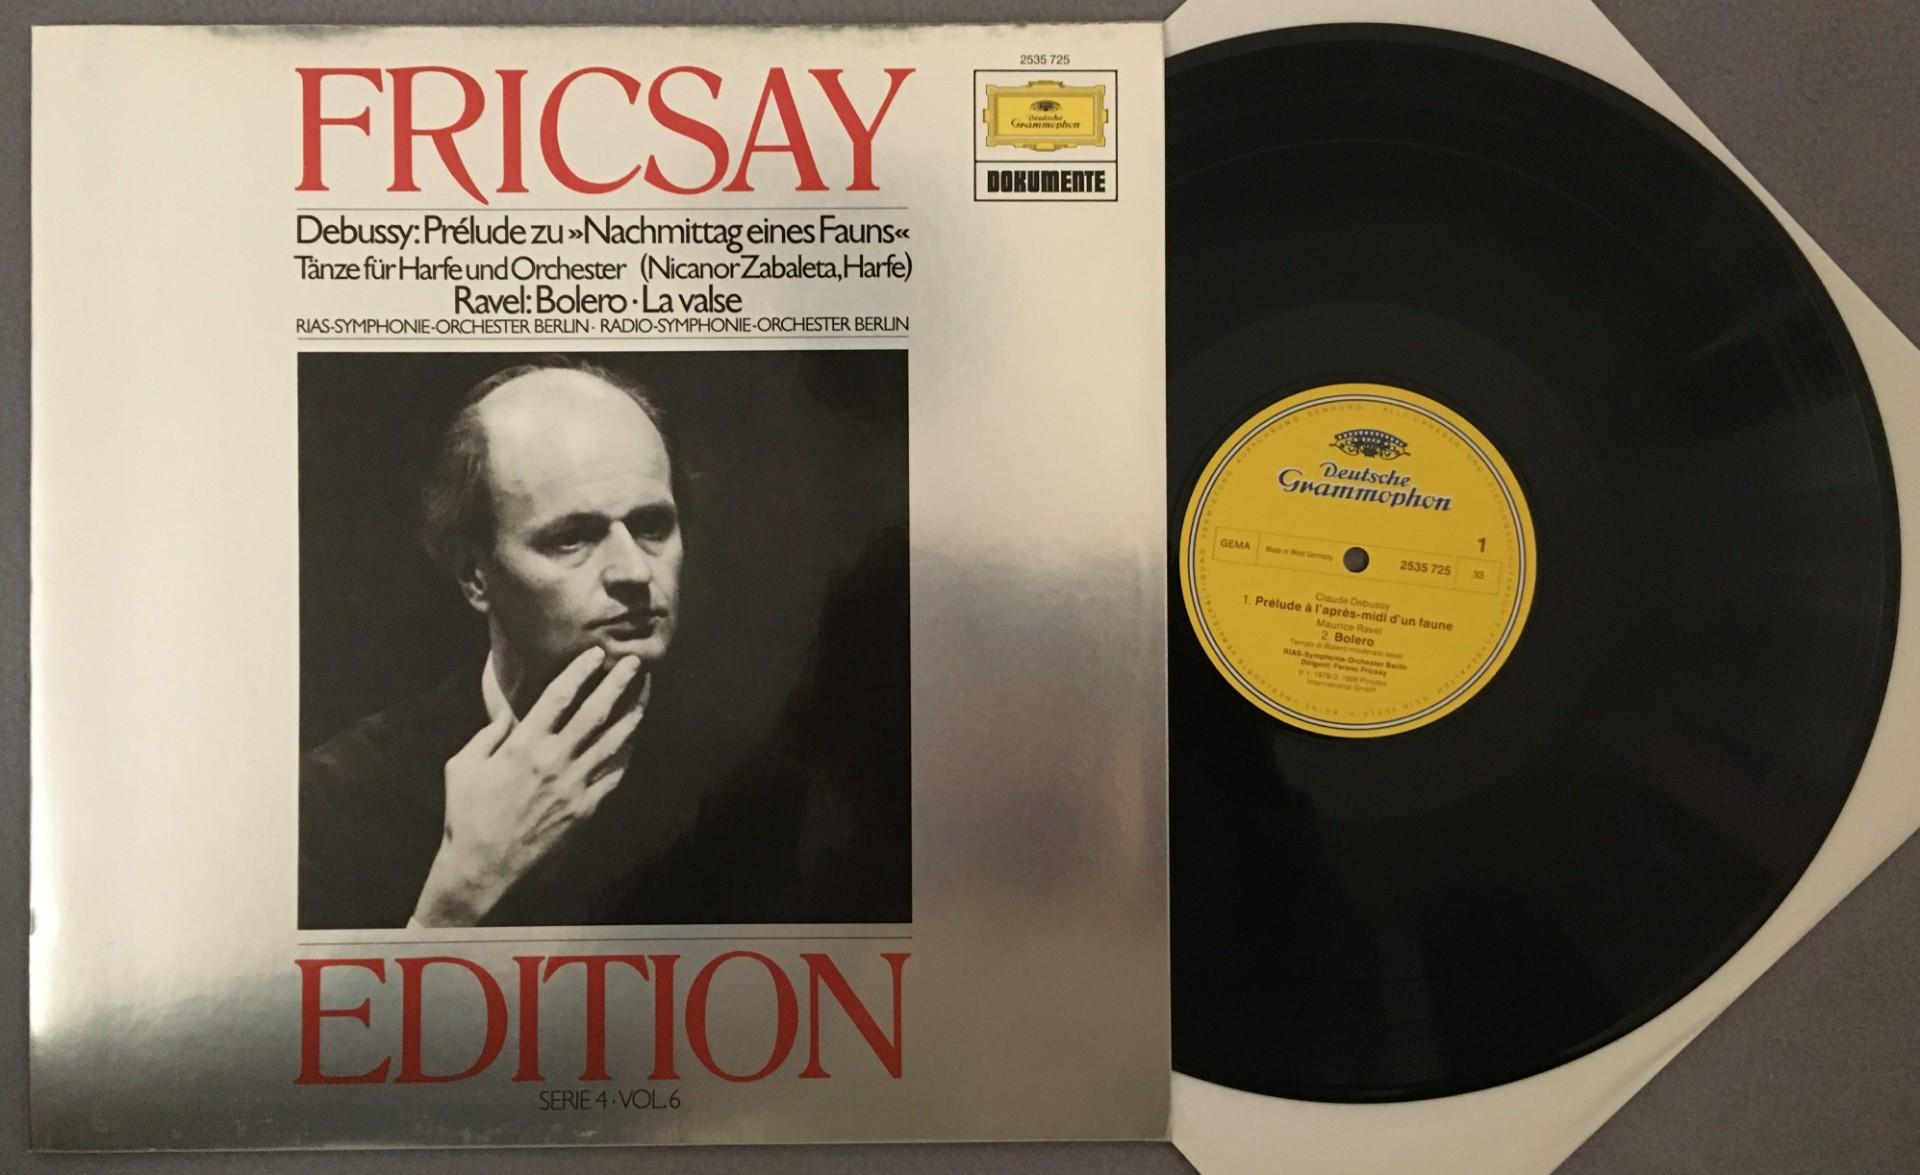 FRICSAY
2535 725
Deutsche
Grammophon
DOKUMENTE
Debussy: Prélude zu »Nachmittag eines Fauns«
Tänze für Harfe und Orchester (Nicanor Zabaleta, Harfe)
Ravel: Bolero · La valse
RIAS-SYMPHONIE-ORCHESTER BERLIN · RADIO-SYMPHONIE-ORCHESTER BERLIN
EDITION
SERIE 4 · VOL. 6
Deutsche
Grammophon
1
GEMA Made in West Germany 2535 725 33
Claude Debussy
1. Prélude à l'après-midi d'un faune
Maurice Ravel
2. Bolero
Tempo di Bolero moderato assai
RIAS-Symphonie-Orchester Berlin
Dirigent: Ferenc Fricsay
Polydor
International GmbH